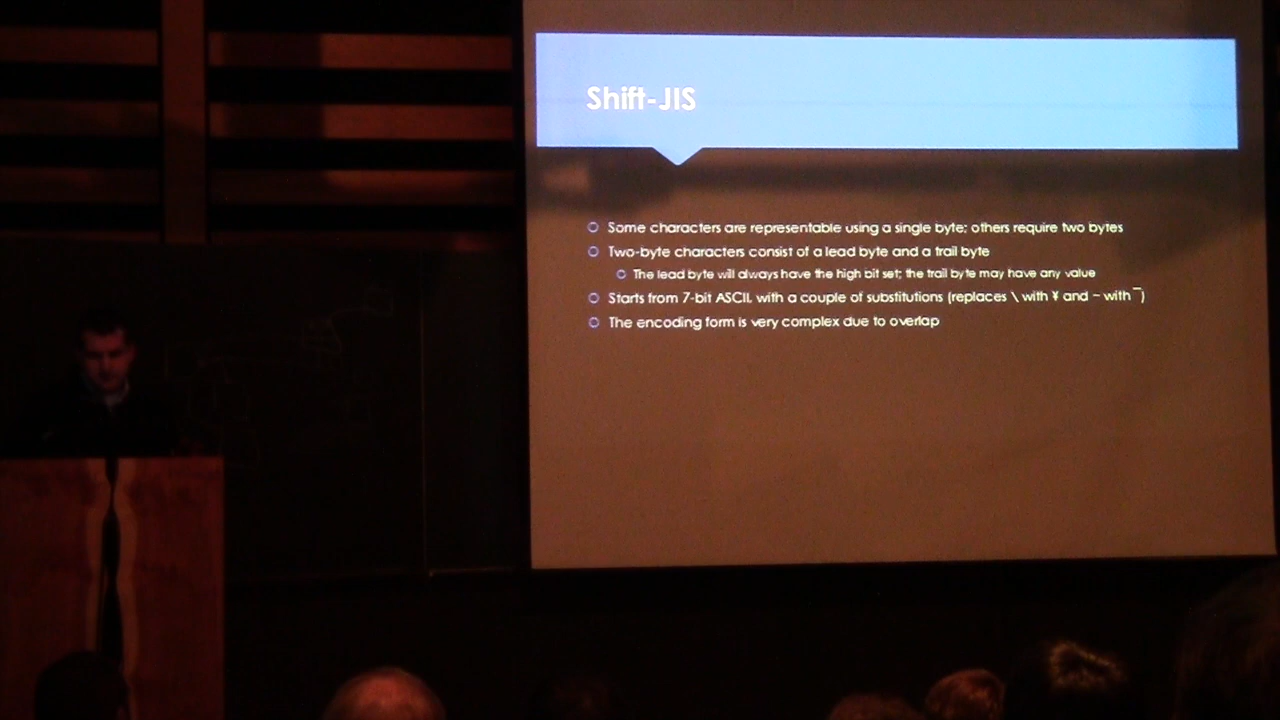 Shift-JIS
Some characters are representable using a single byte; others require two bytes
Two-byte characters consist of a lead byte and a trail byte
The lead byte will always have the high bit set; the trail byte may have any value
Starts from 7-bit ASCII, with a couple of substitutions (replaces \ with ¥ and ~ with ‾)
The encoding form is very complex due to overlap